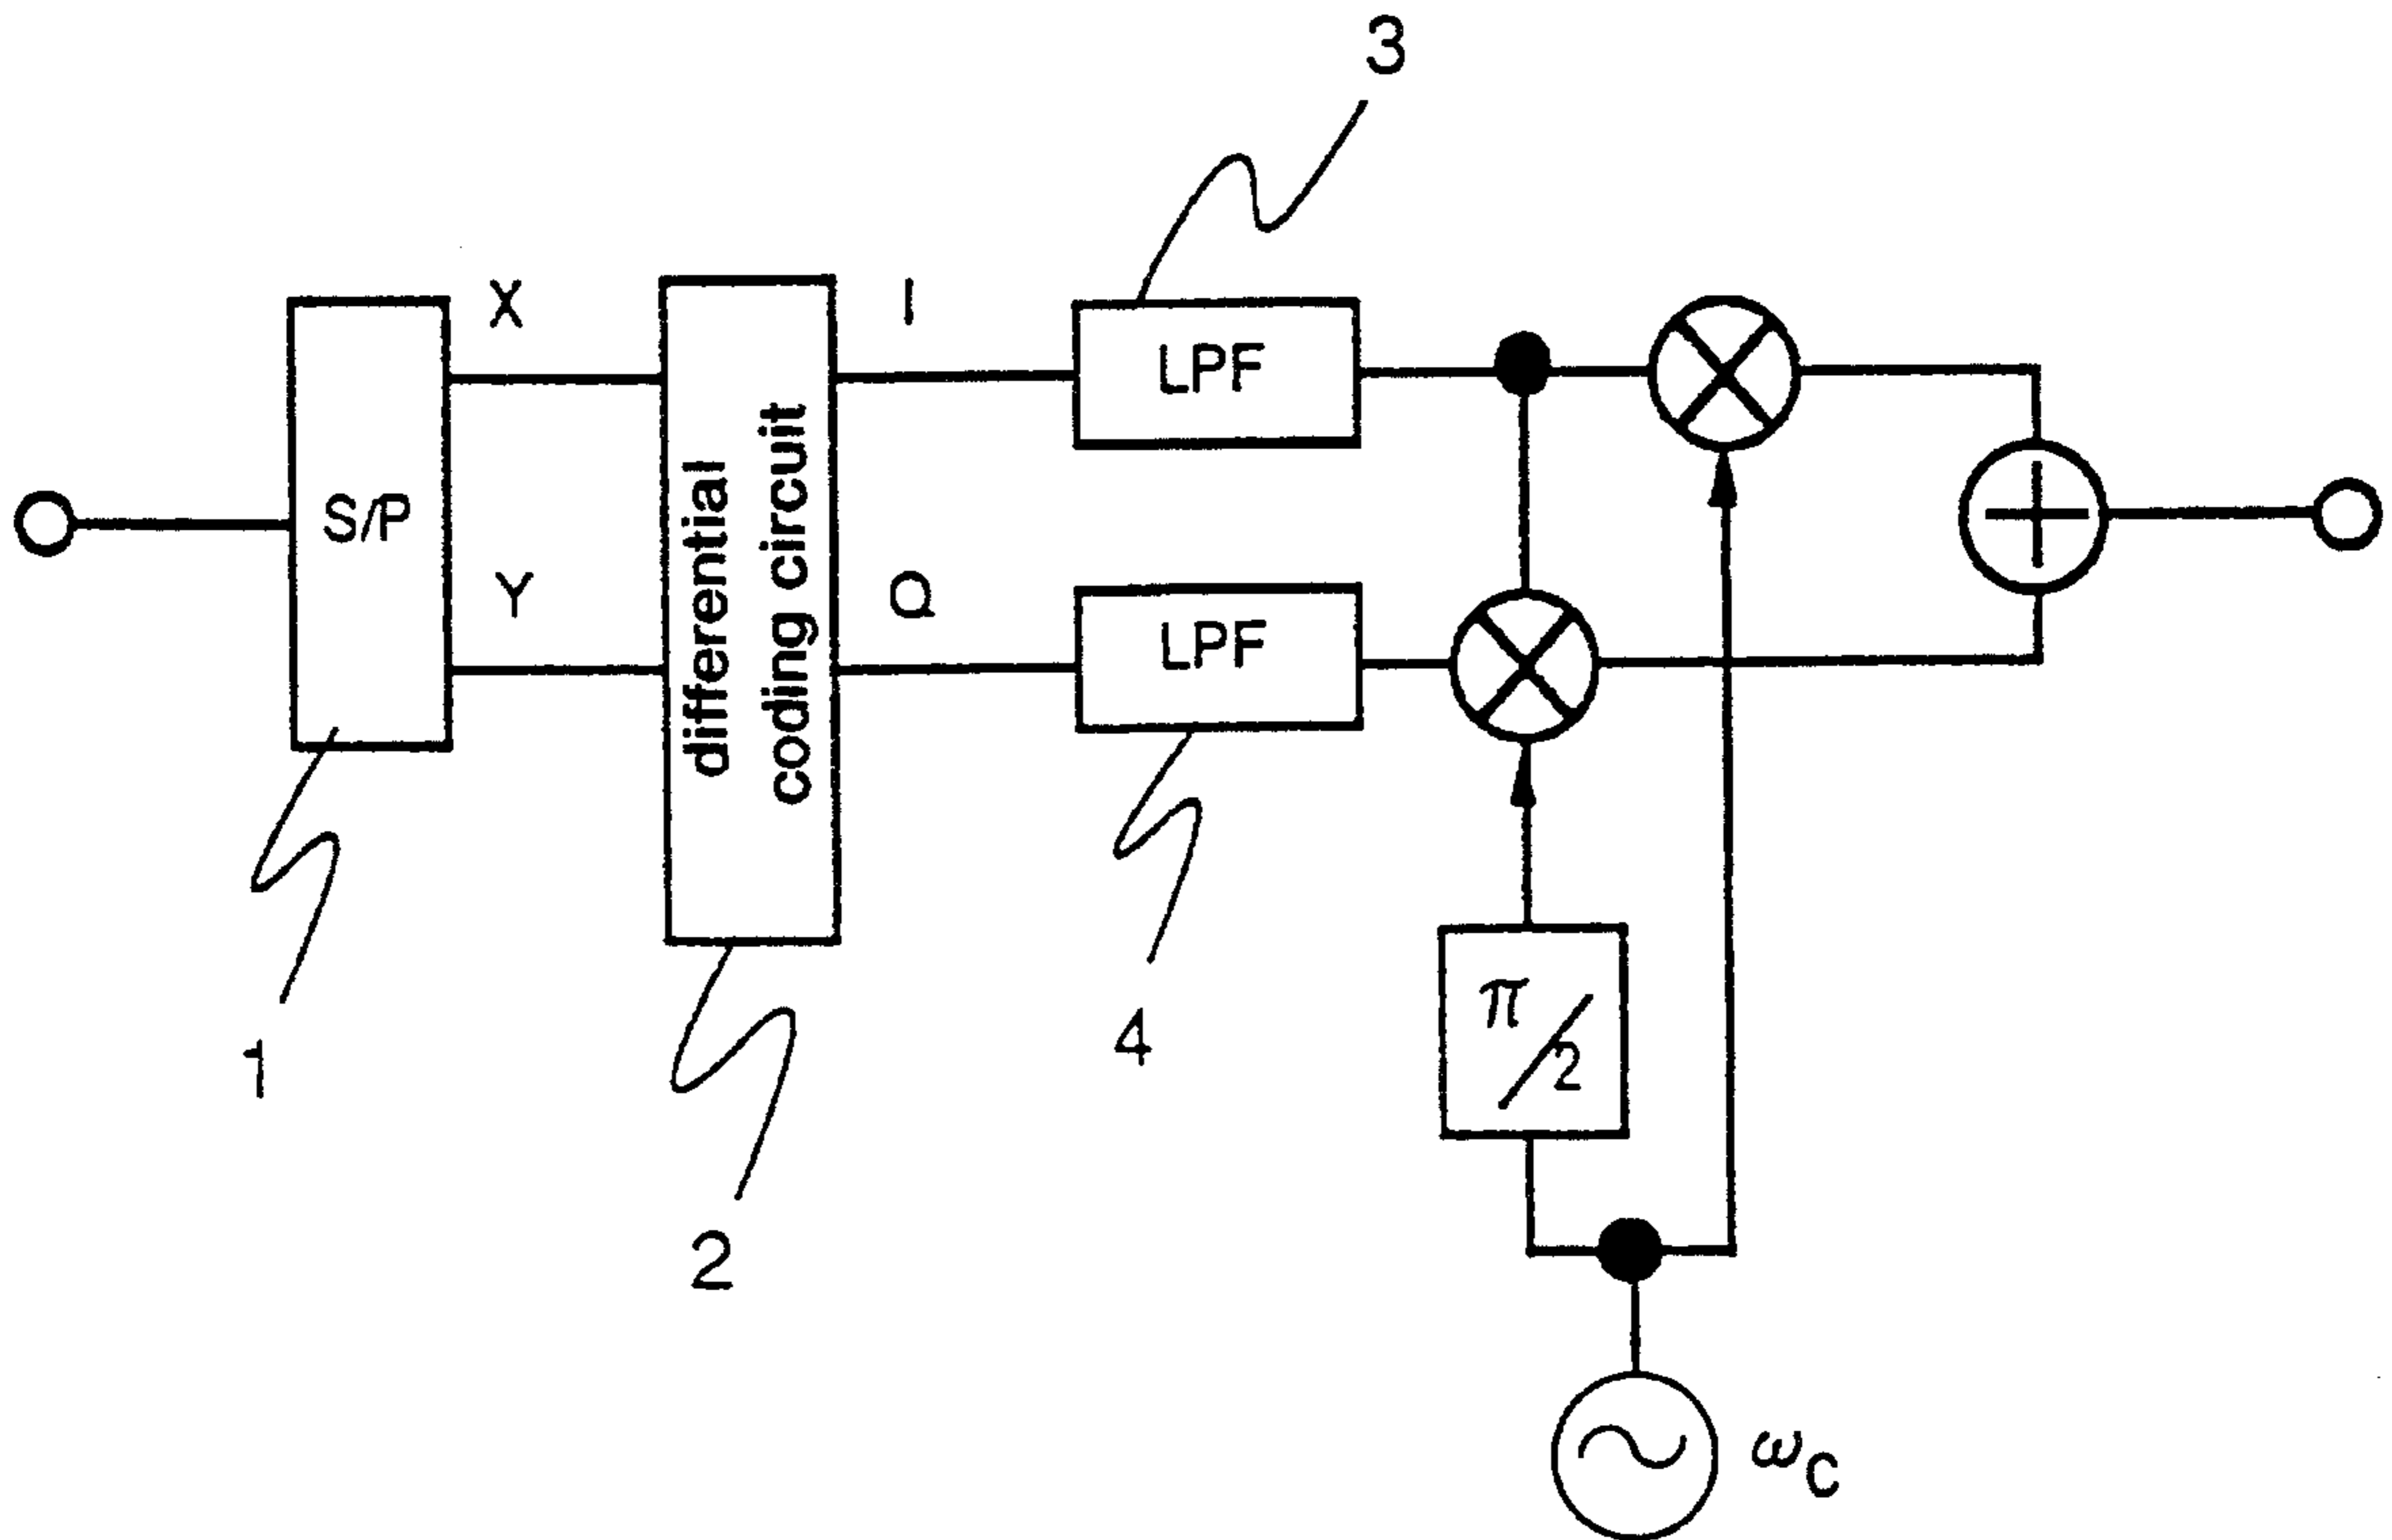 3
X
I
S/P
differential
coding circuit
LPF
Y
Q
LPF
π/2
1
4
2
ωC